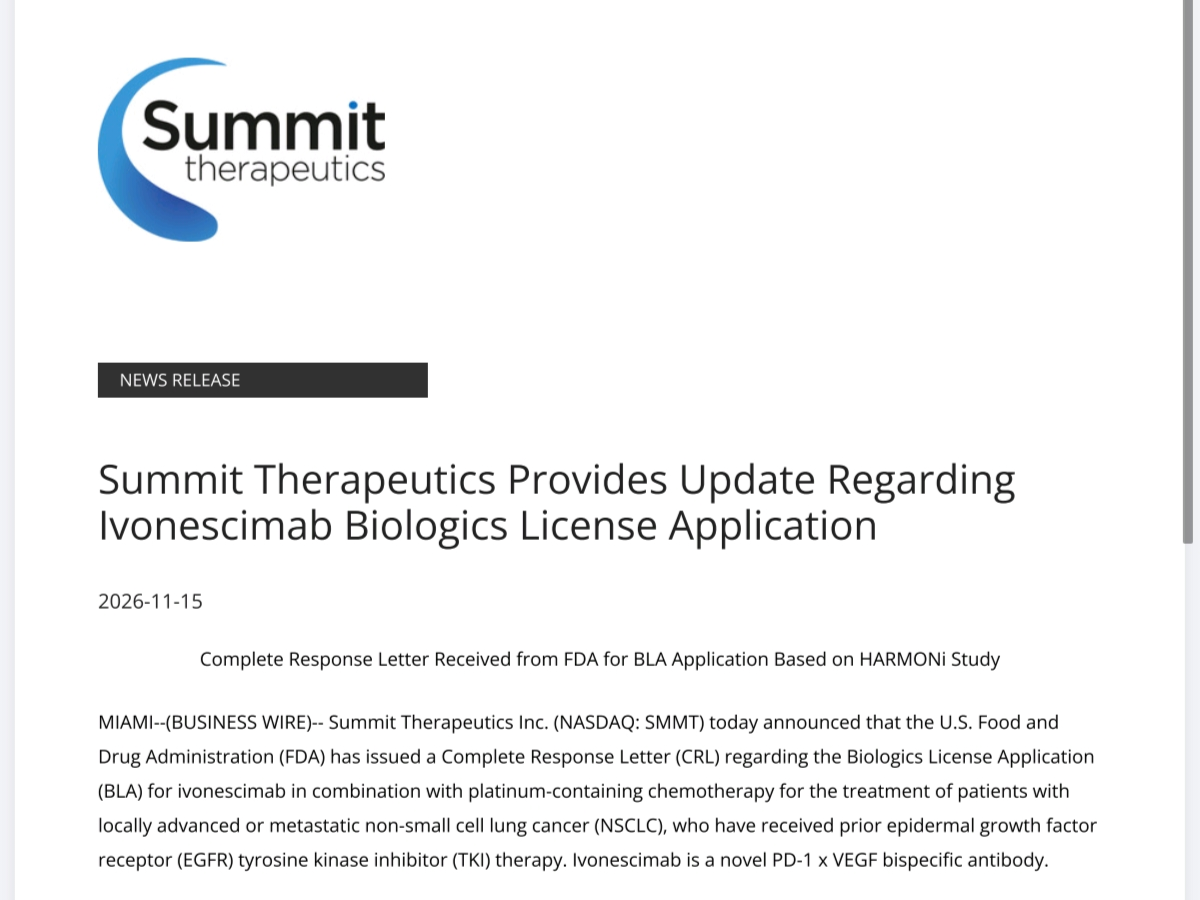 Summit
therapeutics
NEWS RELEASE
Summit Therapeutics Provides Update Regarding
Ivonescimab Biologics License Application
2026-11-15
Complete Response Letter Received from FDA for BLA Application Based on HARMONi Study
MIAMI--(BUSINESS WIRE)-- Summit Therapeutics Inc. (NASDAQ: SMMT) today announced that the U.S. Food and
Drug Administration (FDA) has issued a Complete Response Letter (CRL) regarding the Biologics License Application
(BLA) for ivonescimab in combination with platinum-containing chemotherapy for the treatment of patients with
locally advanced or metastatic non-small cell lung cancer (NSCLC), who have received prior epidermal growth factor
receptor (EGFR) tyrosine kinase inhibitor (TKI) therapy. Ivonescimab is a novel PD-1 x VEGF bispecific antibody.